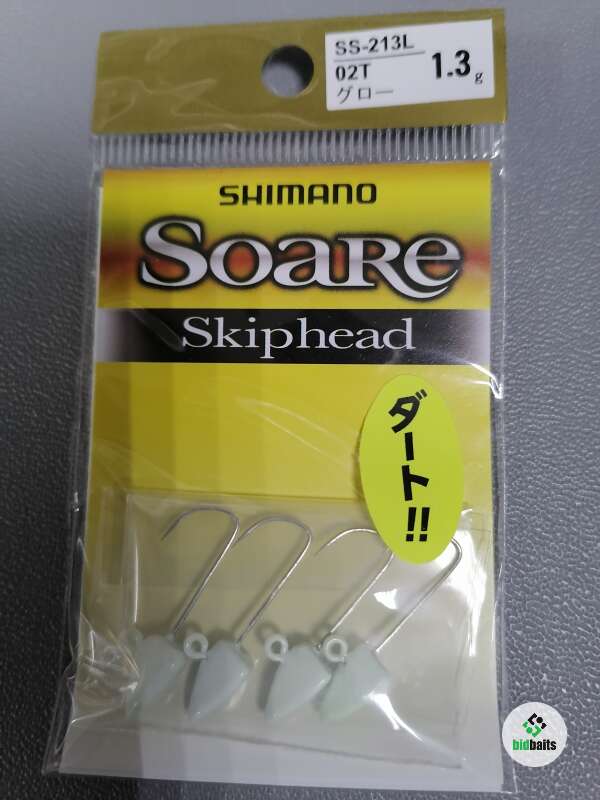 SS-213L
02T
グロー
1.3g
SHIMANO
Soare
Skiphead
ダート!!
bidbaits